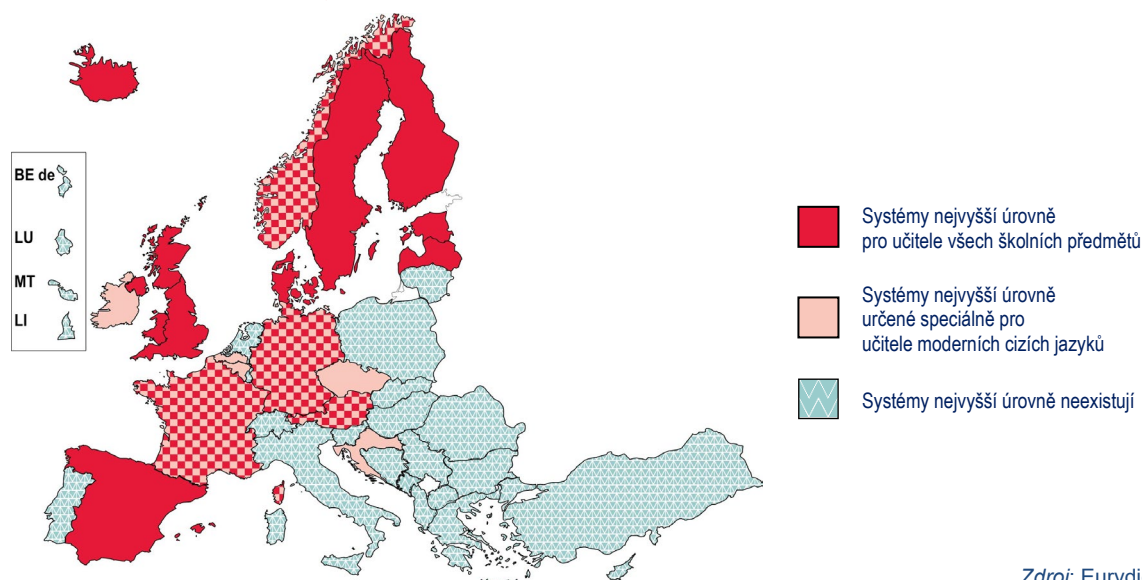 BE de
LU
MT
LI
Systémy nejvyšší úrovně
pro učitele všech školních předmětů
Systémy nejvyšší úrovně
určené speciálně pro
učitele moderních cizích jazyků
Systémy nejvyšší úrovně neexistují
Zdroj: Eurydi